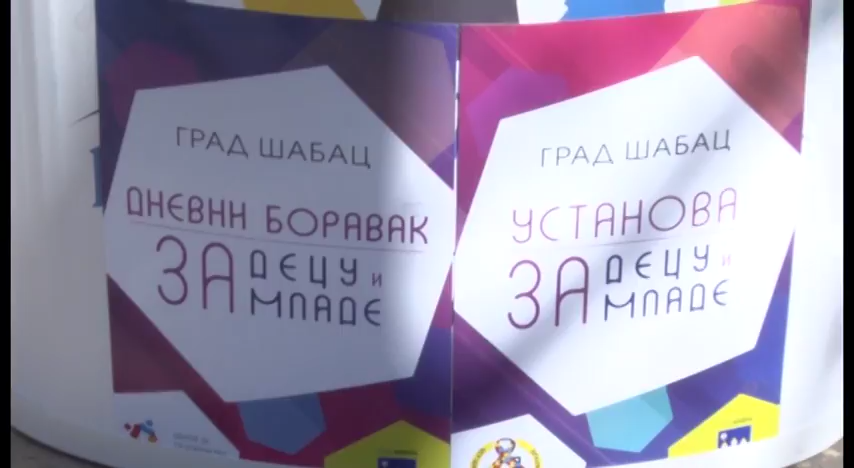 ГРАД ШАБАЦ
ДНЕВНИ БОРАВАК
ЗА ДЕЦУ И
МЛАДЕ
ГРАД ШАБАЦ
УСТАНОВА
ЗА ДЕЦУ И
МЛАДЕ